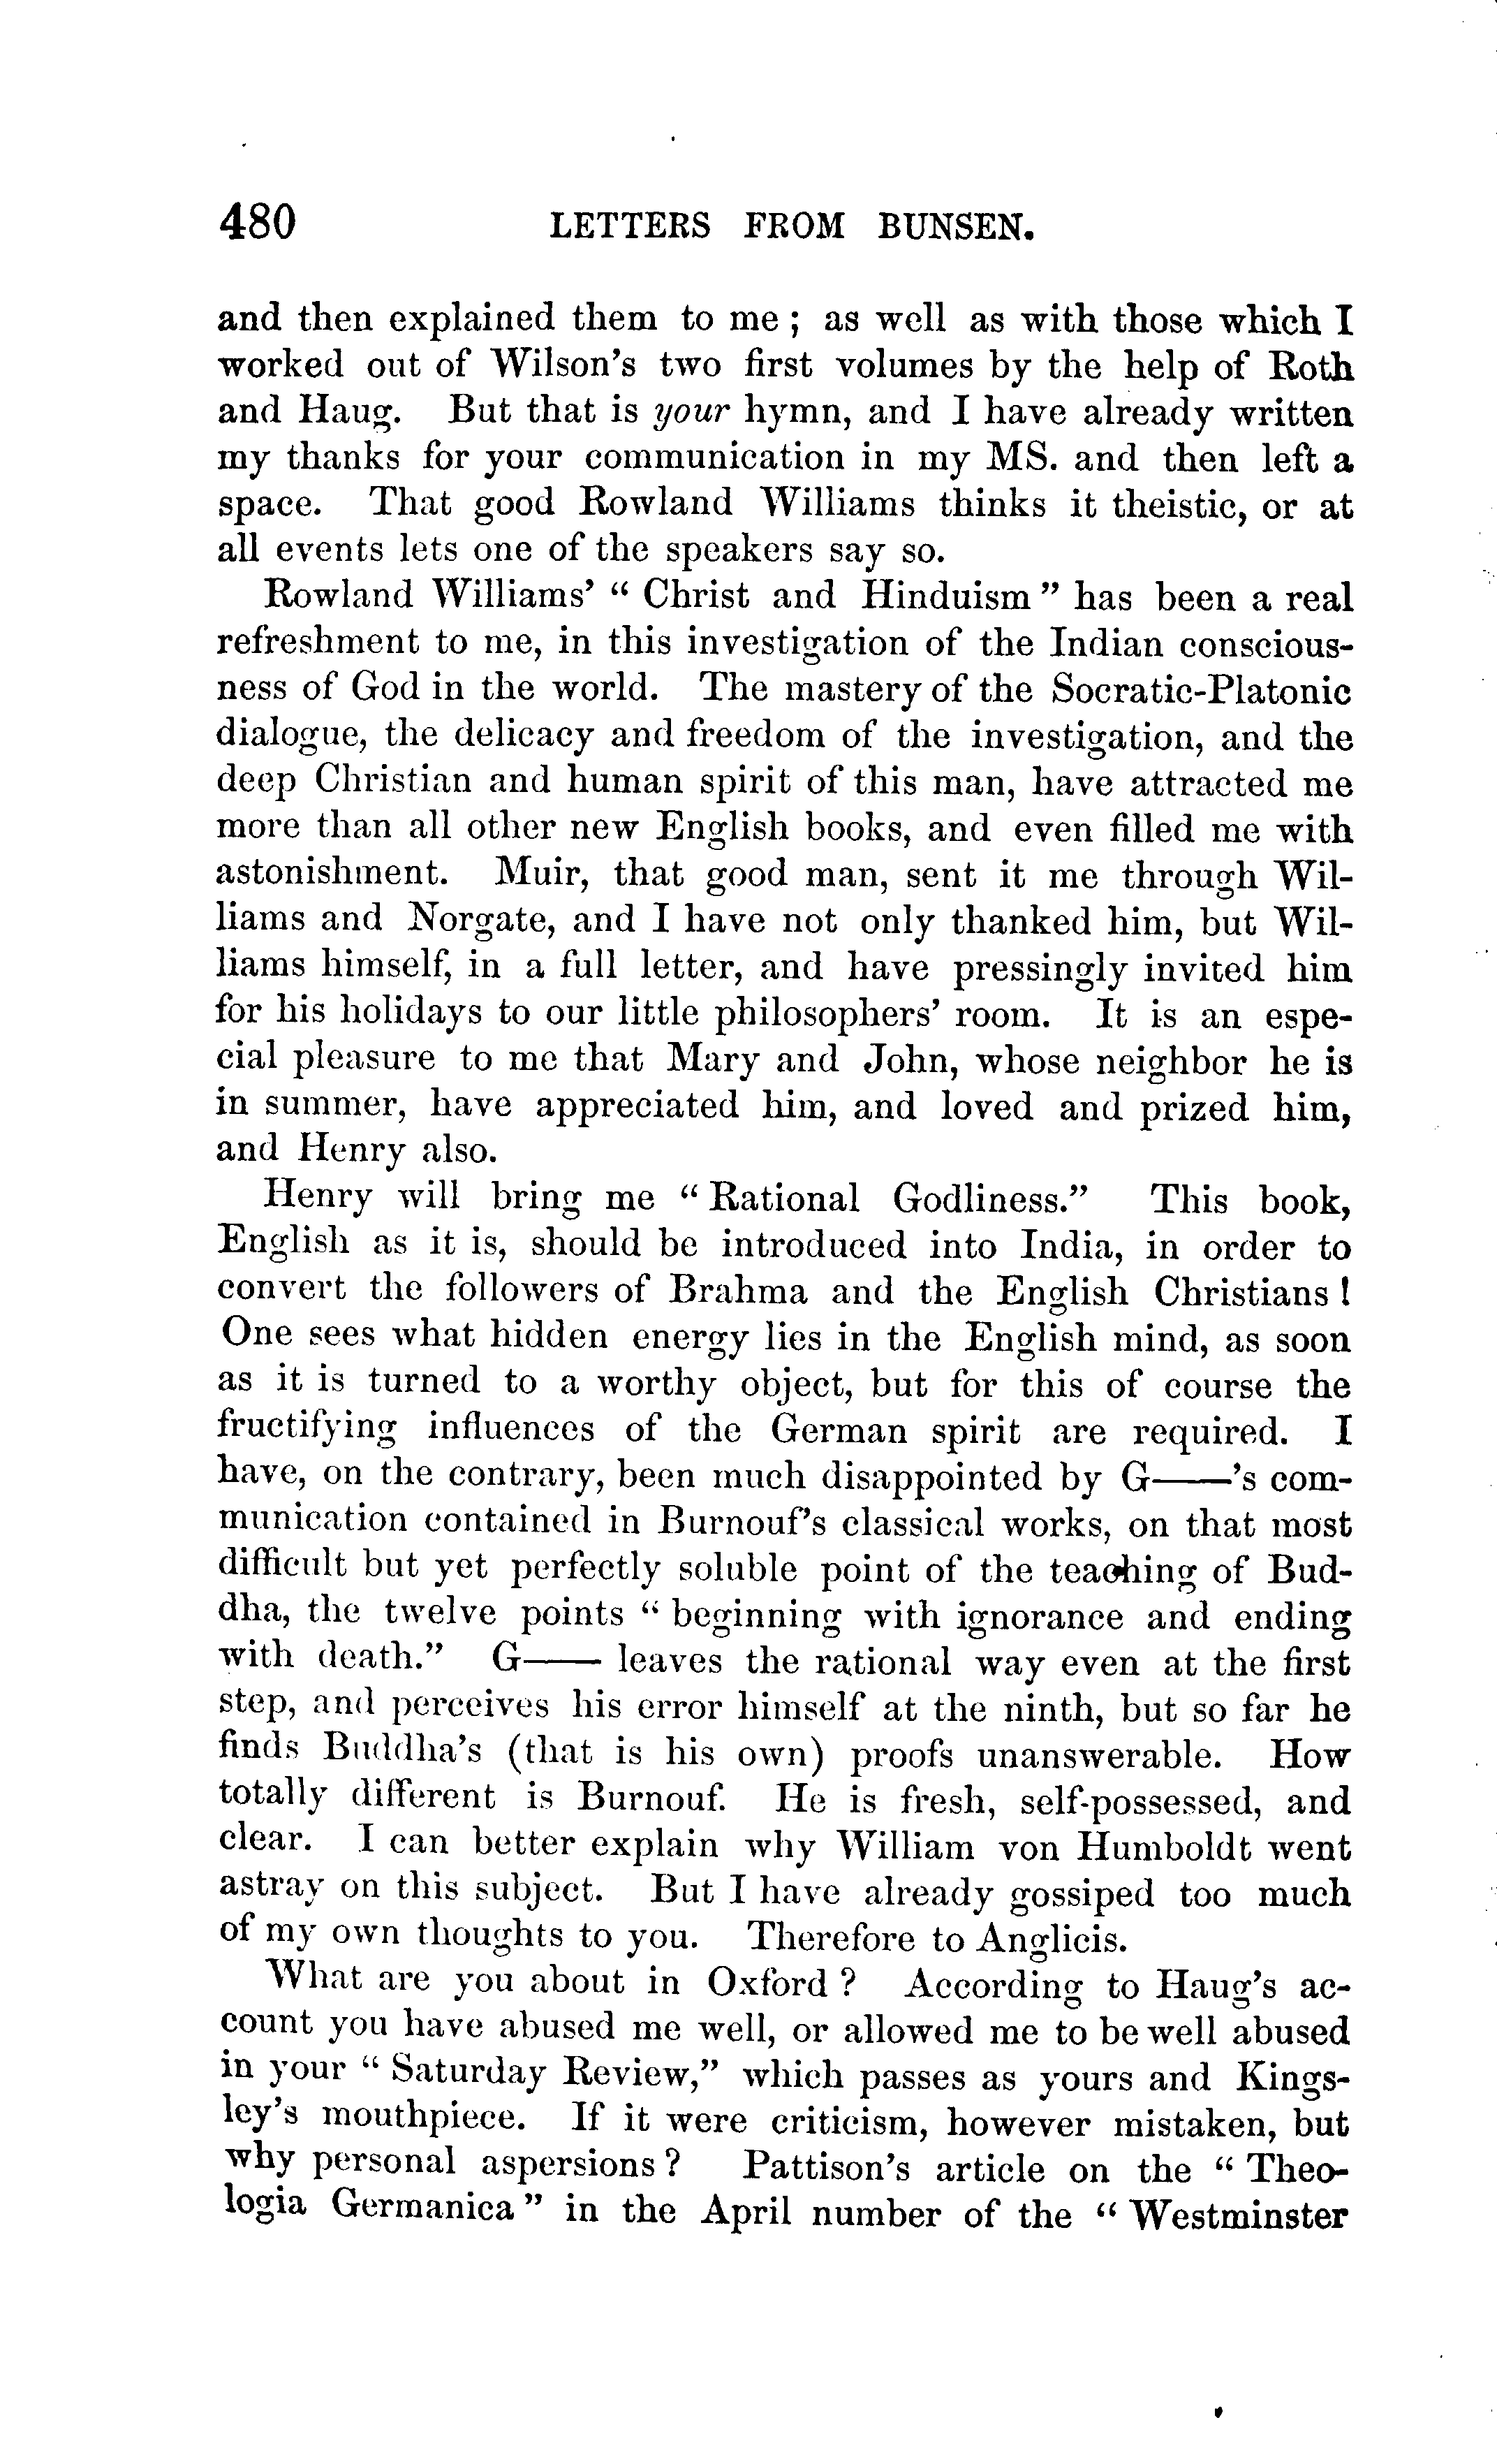 480 LETTERS FROM BUNSEN.
and then explained them to me; as well as with those which I
worked out of Wilson's two first volumes by the help of Roth
and Haug. But that is your hymn, and I have already written
my thanks for your communication in my MS. and then left a
space. That good Rowland Williams thinks it theistic, or at
all events lets one of the speakers say so.
Rowland Williams' "Christ and Hinduism" has been a real
refreshment to me, in this investigation of the Indian conscious-
ness of God in the world. The mastery of the Socratic-Platonic
dialogue, the delicacy and freedom of the investigation, and the
deep Christian and human spirit of this man, have attracted me
more than all other new English books, and even filled me with
astonishment. Muir, that good man, sent it me through Wil-
liams and Norgate, and I have not only thanked him, but Wil-
liams himself, in a full letter, and have pressingly invited him
for his holidays to our little philosophers' room. It is an espe-
cial pleasure to me that Mary and John, whose neighbor he is
in summer, have appreciated him, and loved and prized him,
and Henry also.
Henry will bring me "Rational Godliness." This book,
English as it is, should be introduced into India, in order to
convert the followers of Brahma and the English Christians!
One sees what hidden energy lies in the English mind, as soon
as it is turned to a worthy object, but for this of course the
fructifying influences of the German spirit are required. I
have, on the contrary, been much disappointed by G——'s com-
munication contained in Burnouf's classical works, on that most
difficult but yet perfectly soluble point of the teaching of Bud-
dha, the twelve points "beginning with ignorance and ending
with death." G—— leaves the rational way even at the first
step, and perceives his error himself at the ninth, but so far he
finds Buddha's (that is his own) proofs unanswerable. How
totally different is Burnouf. He is fresh, self-possessed, and
clear. I can better explain why William von Humboldt went
astray on this subject. But I have already gossiped too much
of my own thoughts to you. Therefore to Anglicis.
What are you about in Oxford? According to Haug's ac-
count you have abused me well, or allowed me to be well abused
in your "Saturday Review," which passes as yours and Kings-
ley's mouthpiece. If it were criticism, however mistaken, but
why personal aspersions? Pattison's article on the "Theo-
logia Germanica" in the April number of the "Westminster